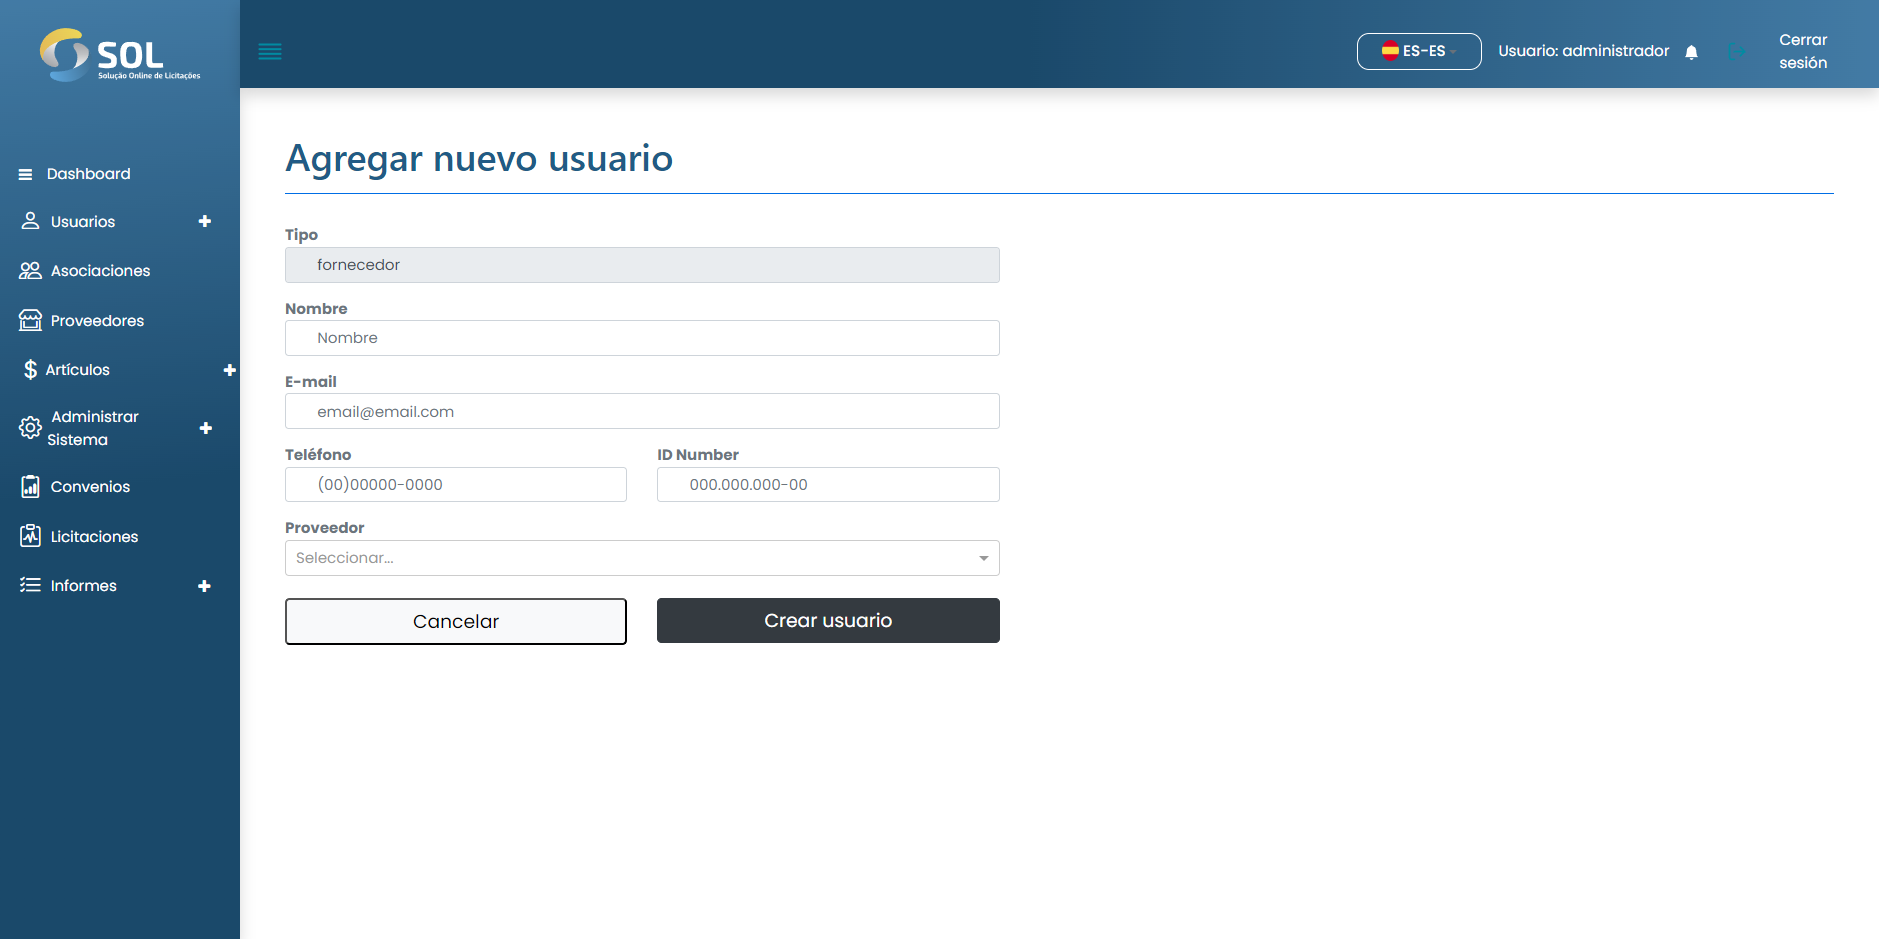 SOL
Solução Online de Licitações
ES-ES
Usuario: administrador
Cerrar
sesión
Dashboard
Usuarios
Asociaciones
Proveedores
Artículos
Administrar
Sistema
Convenios
Licitaciones
Informes
Agregar nuevo usuario
Tipo
fornecedor
Nombre
Nombre
E-mail
email@email.com
Teléfono
ID Number
(00)00000-0000
000.000.000-00
Proveedor
Seleccionar...
Cancelar
Crear usuario